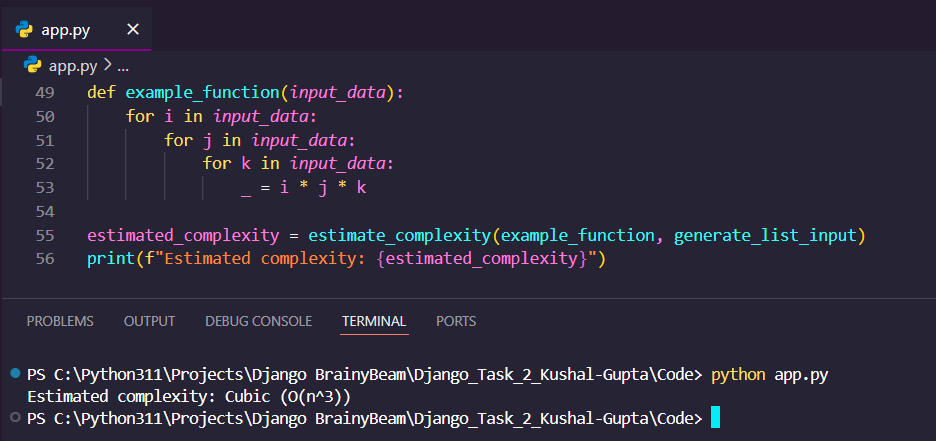 app.py ×
app.py > ...
49 def example_function(input_data):
50     for i in input_data:
51         for j in input_data:
52             for k in input_data:
53                 _ = i * j * k
54
55 estimated_complexity = estimate_complexity(example_function, generate_list_input)
56 print(f"Estimated complexity: {estimated_complexity}")
PROBLEMS OUTPUT DEBUG CONSOLE TERMINAL PORTS
PS C:\Python311\Projects\Django BrainyBeam\Django_Task_2_Kushal-Gupta\Code> python app.py
Estimated complexity: Cubic (O(n^3))
PS C:\Python311\Projects\Django BrainyBeam\Django_Task_2_Kushal-Gupta\Code>